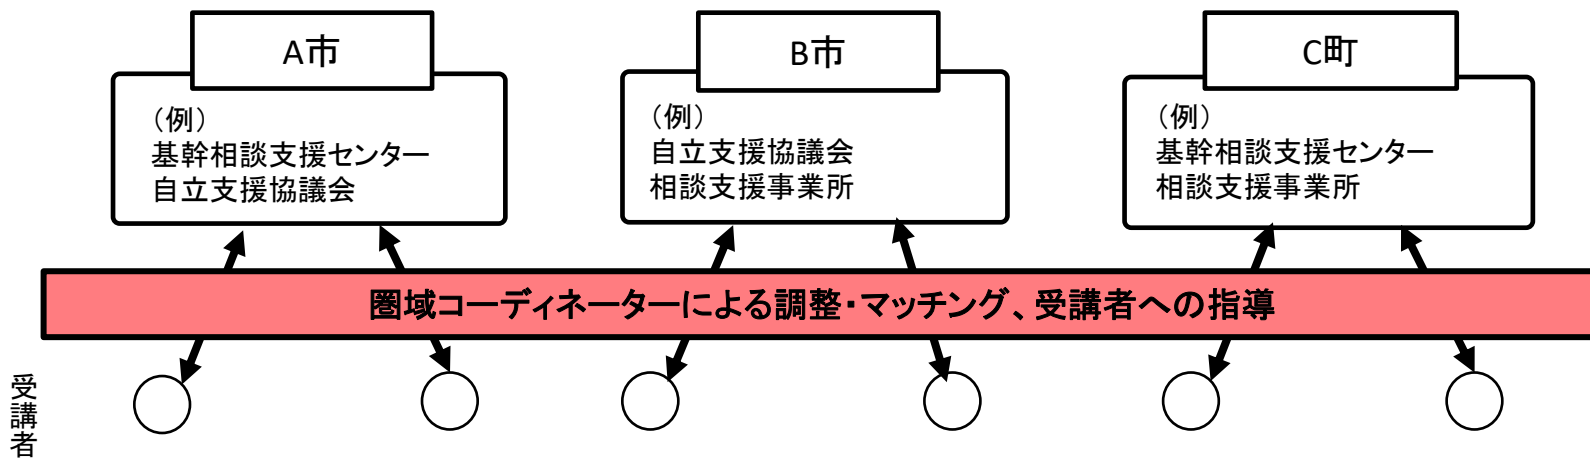 A市
(例)
基幹相談支援センター
自立支援協議会
B市
(例)
自立支援協議会
相談支援事業所
C町
(例)
基幹相談支援センター
相談支援事業所
圏域コーディネーターによる調整・マッチング、受講者への指導
受講者